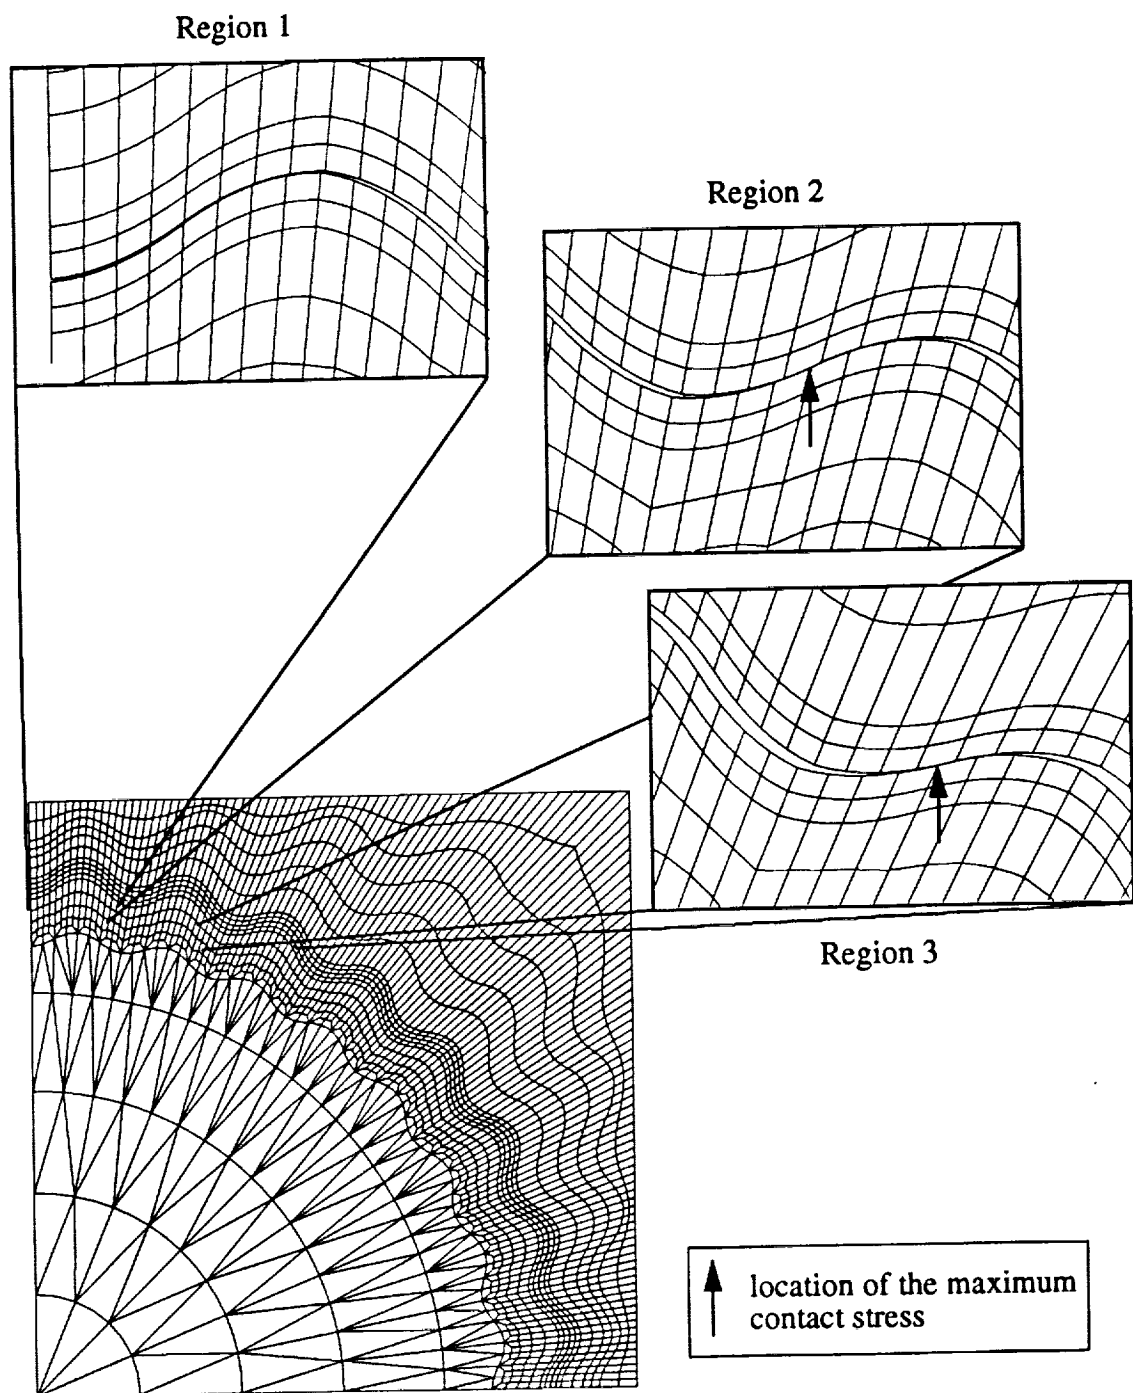 Region 1
Region 2
Region 3
location of the maximum
contact stress